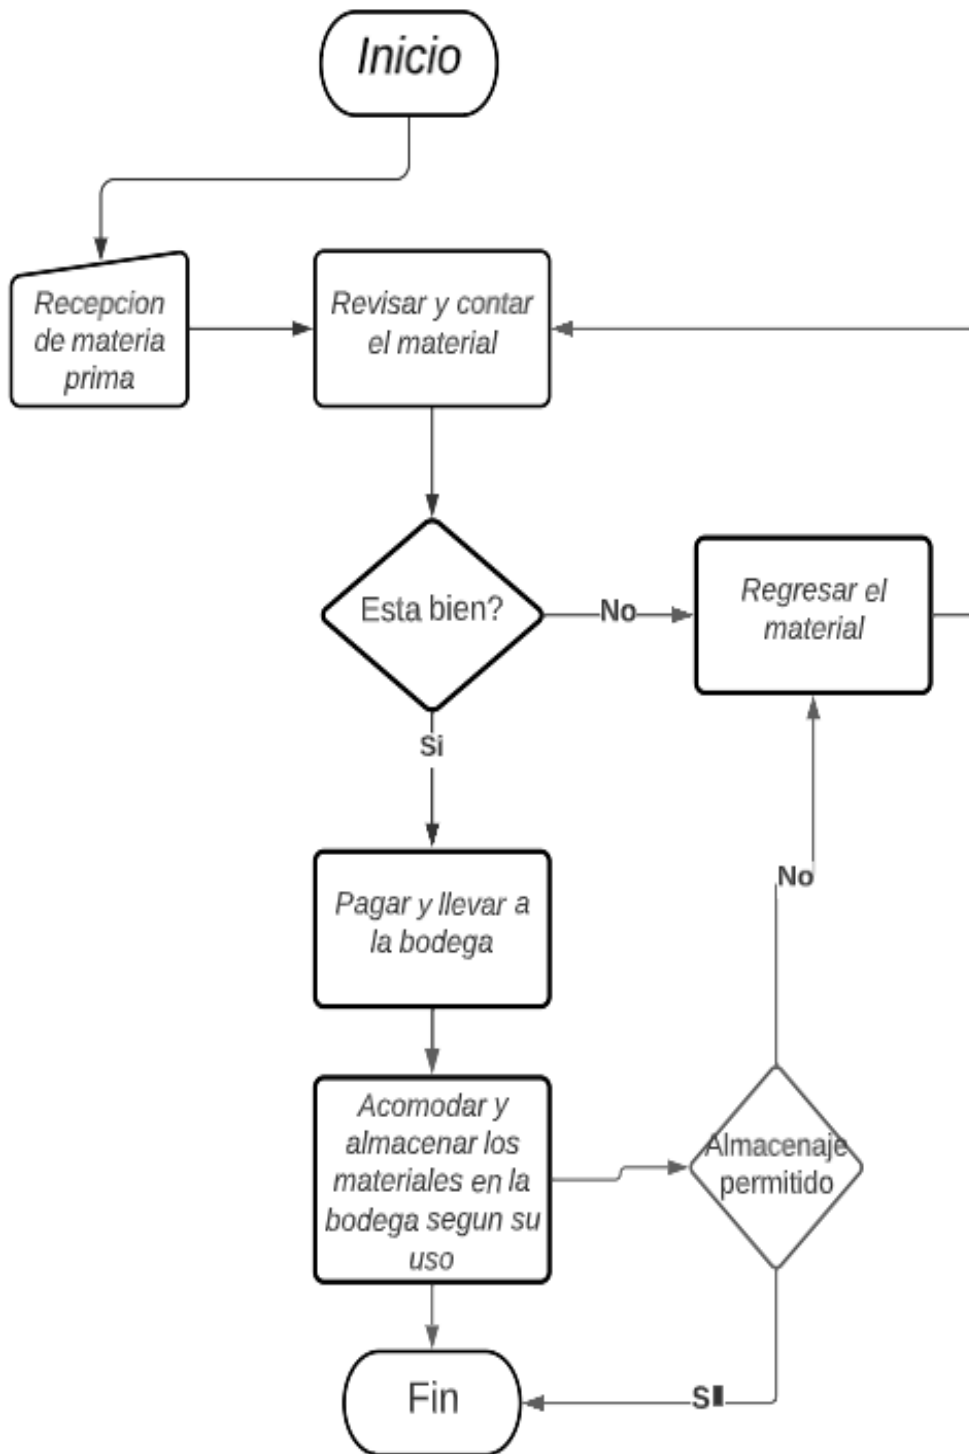 Inicio
Recepcion
de materia
prima
Revisar y contar
el material
Esta bien?
No
Regresar el
material
Si
Pagar y llevar a
la bodega
No
Acomodar y
almacenar los
materiales en la
bodega segun su
uso
Almacenaje
permitido
SI
Fin